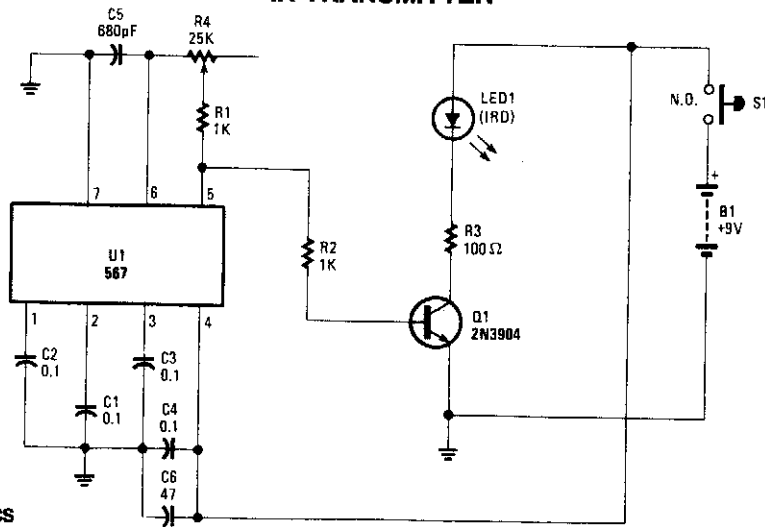 IR TRANSMITTER
C5
680pF
R4
25K
R1
1K
LED1
(IRD)
N.O.
S1
+
B1
+9V
7
6
5
U1
567
R2
1K
R3
100Ω
Q1
2N3904
1
2
3
4
C2
0.1
C1
0.1
C3
0.1
C4
0.1
C6
47